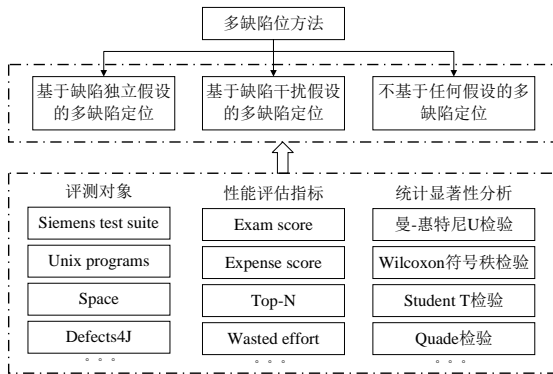 多缺陷位方法
基于缺陷独立假设
的多缺陷定位
基于缺陷干扰假设
的多缺陷定位
不基于任何假设的多
缺陷定位
评测对象
Siemens test suite
Unix programs
Space
Defects4J
。。。
性能评估指标
Exam score
Expense score
Top-N
Wasted effort
。。。
统计显著性分析
曼-惠特尼U检验
Wilcoxon符号秩检验
Student T检验
Quade检验
。。。